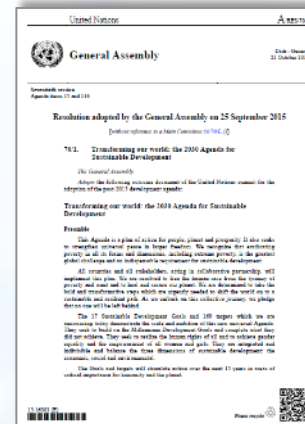 United Nations
General Assembly
Distr.: General
21 October 2015
Seventieth session
Agenda items 15 and 116
Resolution adopted by the General Assembly on 25 September 2015
[without reference to a Main Committee (A/70/L.1)]
70/1. Transforming our world: the 2030 Agenda for
Sustainable Development
The General Assembly
Adopts the following outcome document of the United Nations summit for the
adoption of the post-2015 development agenda:
Transforming our world: the 2030 Agenda for Sustainable
Development
Preamble
This Agenda is a plan of action for people, planet and prosperity. It also seeks
to strengthen universal peace in larger freedom. We recognize that eradicating
poverty in all its forms and dimensions, including extreme poverty, is the greatest
global challenge and an indispensable requirement for sustainable development.
All countries and all stakeholders, acting in collaborative partnership, will
implement this plan. We are resolved to free the human race from the tyranny of
poverty and want and to heal and secure our planet. We are determined to take the
bold and transformative steps which are urgently needed to shift the world on to a
sustainable and resilient path. As we embark on this collective journey, we pledge
that no one will be left behind.
The 17 Sustainable Development Goals and 169 targets which we are
announcing today demonstrate the scale and ambition of this new universal Agenda.
They seek to build on the Millennium Development Goals and complete what they
did not achieve. They seek to realize the human rights of all and to achieve gender
equality and the empowerment of all women and girls. They are integrated and
indivisible and balance the three dimensions of sustainable development: the
economic, social and environmental.
The Goals and targets will stimulate action over the next 15 years in areas of
critical importance for humanity and the planet.
Please recycle